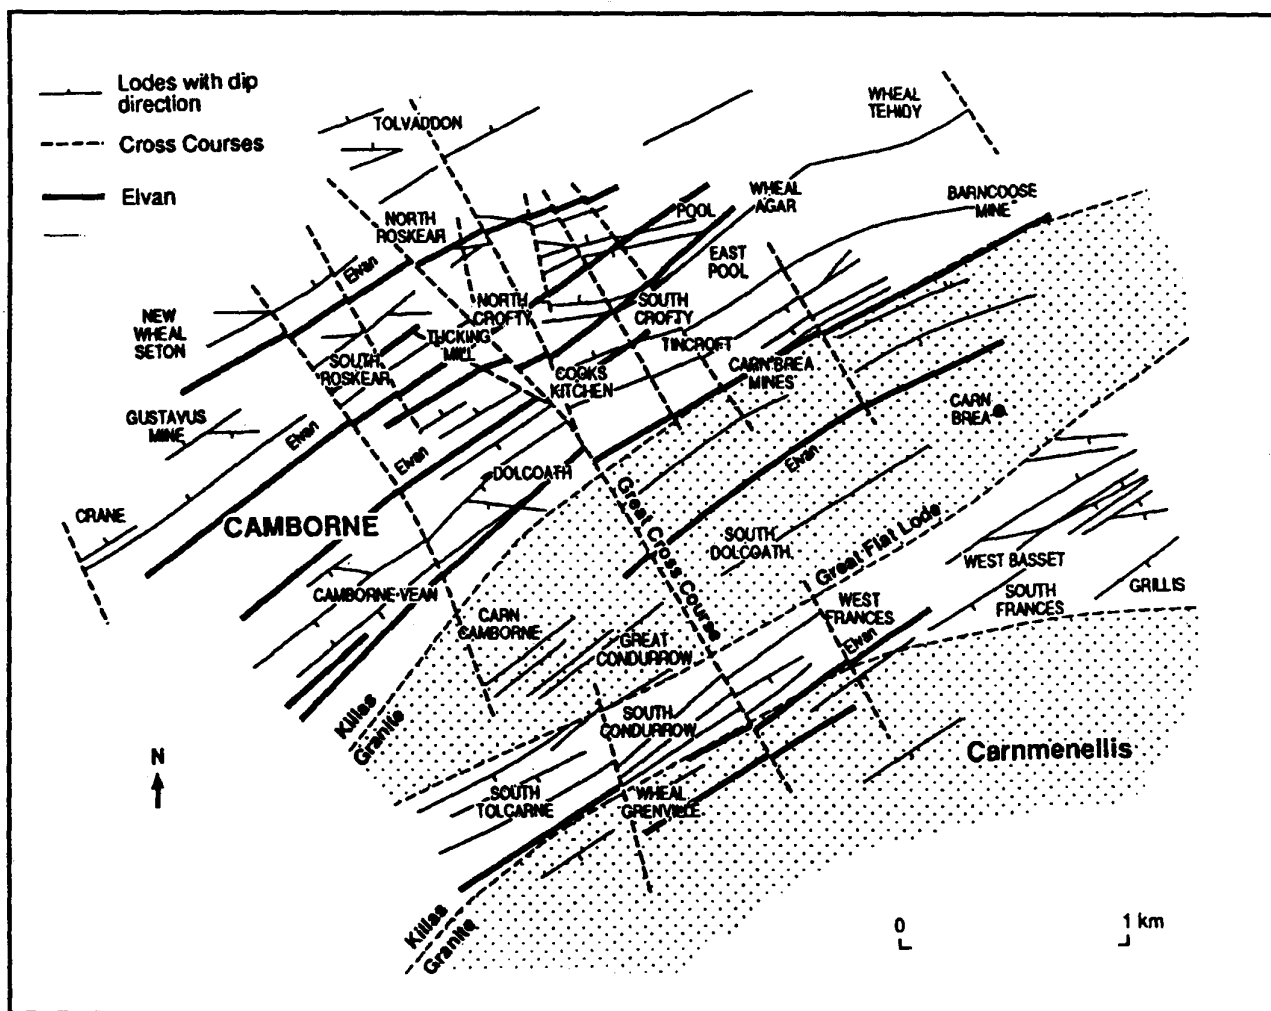 Lodes with dip
direction
Cross Courses
Elvan
TOLVADDON
WHEAL
TEHIDY
NORTH
ROSKEAR
POOL
WHEAL
AGAR
BARNCOOSE
MINE
Elvan
EAST
POOL
NEW
WHEAL
SETON
NORTH
CROFTY
SOUTH
CROFTY
TUCKING
MILL
TINCROFT
SOUTH
ROSKEAR
COOKS
KITCHEN
CARN BREA
MINES
GUSTAVUS
MINE
CARN
BREA
Elvan
Elvan
Elvan
DOLCOATH
CRANE
CAMBORNE
Great Cross Course
SOUTH
DOLCOATH
Great Flat Lode
WEST BASSET
CAMBORNE-VEAN
WEST
FRANCES
SOUTH
FRANCES
GRILLIS
CARN
CAMBORNE
GREAT
CONDURROW
Elvan
Killas
Granite
SOUTH
CONDURROW
Carnmenellis
N
SOUTH
TOLCARNE
WHEAL
GRENVILLE
Killas
Granite
0 1 km